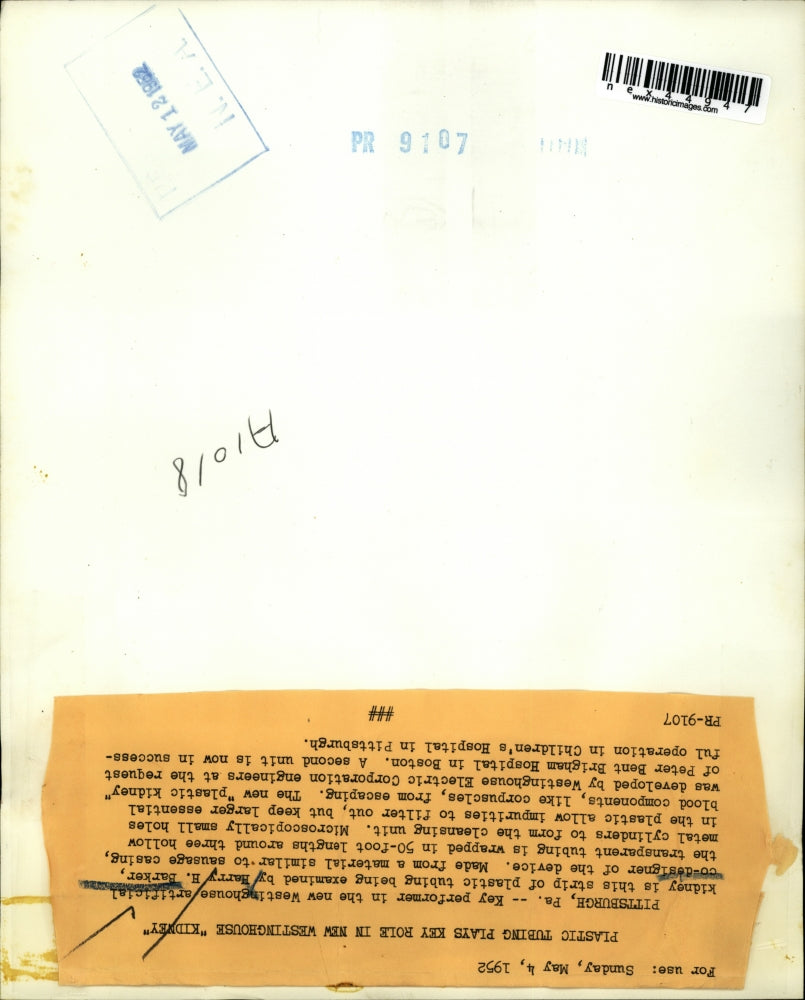 N.E.A.
MAY 12 1952
nex44947
www.historicimages.com
PR 9107
A1018
For use: Sunday, May 4, 1952
PLASTIC TUBING PLAYS KEY ROLE IN NEW WESTINGHOUSE "KIDNEY"
PITTSBURGH, Pa. -- Key performer in the new Westinghouse artificial
kidney is this strip of plastic tubing being examined by Harry H. Barker,
co-designer of the device. Made from a material similar to sausage casing,
the transparent tubing is wrapped in 50-foot lengths around three hollow
metal cylinders to form the cleansing unit. Microscopically small holes
in the plastic allow impurities to filter out, but keep larger essential
blood components, like corpuscles, from escaping. The new "plastic kidney"
was developed by Westinghouse Electric Corporation engineers at the request
of Peter Bent Brigham Hospital in Boston. A second unit is now in success-
ful operation in Children's Hospital in Pittsburgh.
PR-9107
###